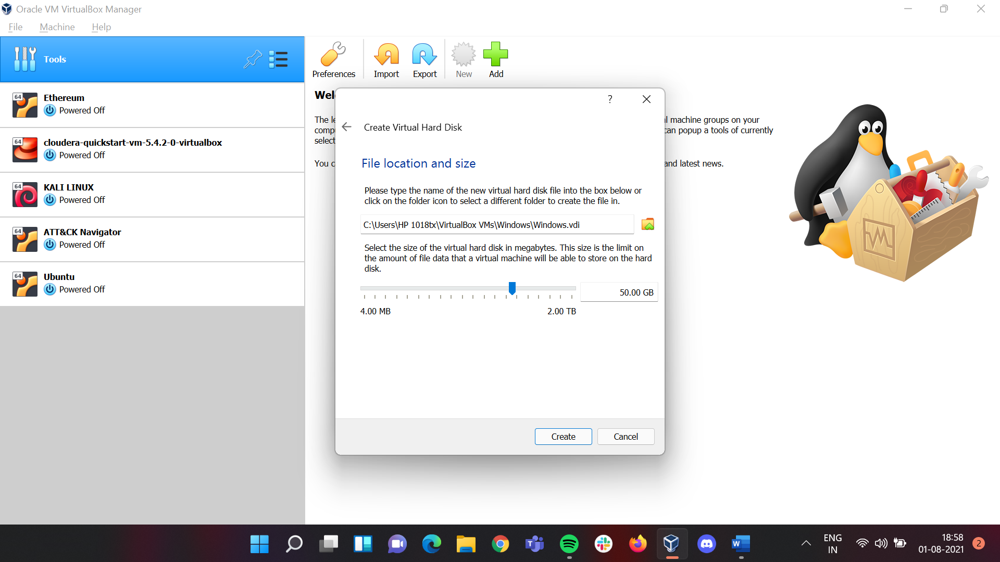 Oracle VM VirtualBox Manager
File Machine Help
Tools
Preferences Import Export New Add
64 Ethereum
Powered Off
64 cloudera-quickstart-vm-5.4.2-0-virtualbox
Powered Off
64 KALI LINUX
Powered Off
64 ATT&CK Navigator
Powered Off
64 Ubuntu
Powered Off
Wel
The le
comp
select
You c
l machine groups on your
can popup a tools of currently
and latest news.
?
Create Virtual Hard Disk
File location and size
Please type the name of the new virtual hard disk file into the box below or
click on the folder icon to select a different folder to create the file in.
C:\Users\HP 1018tx\VirtualBox VMs\Windows\Windows.vdi
Select the size of the virtual hard disk in megabytes. This size is the limit on
the amount of file data that a virtual machine will be able to store on the hard
disk.
50.00 GB
4.00 MB 2.00 TB
Create Cancel
ENG
IN
18:58
01-08-2021
2